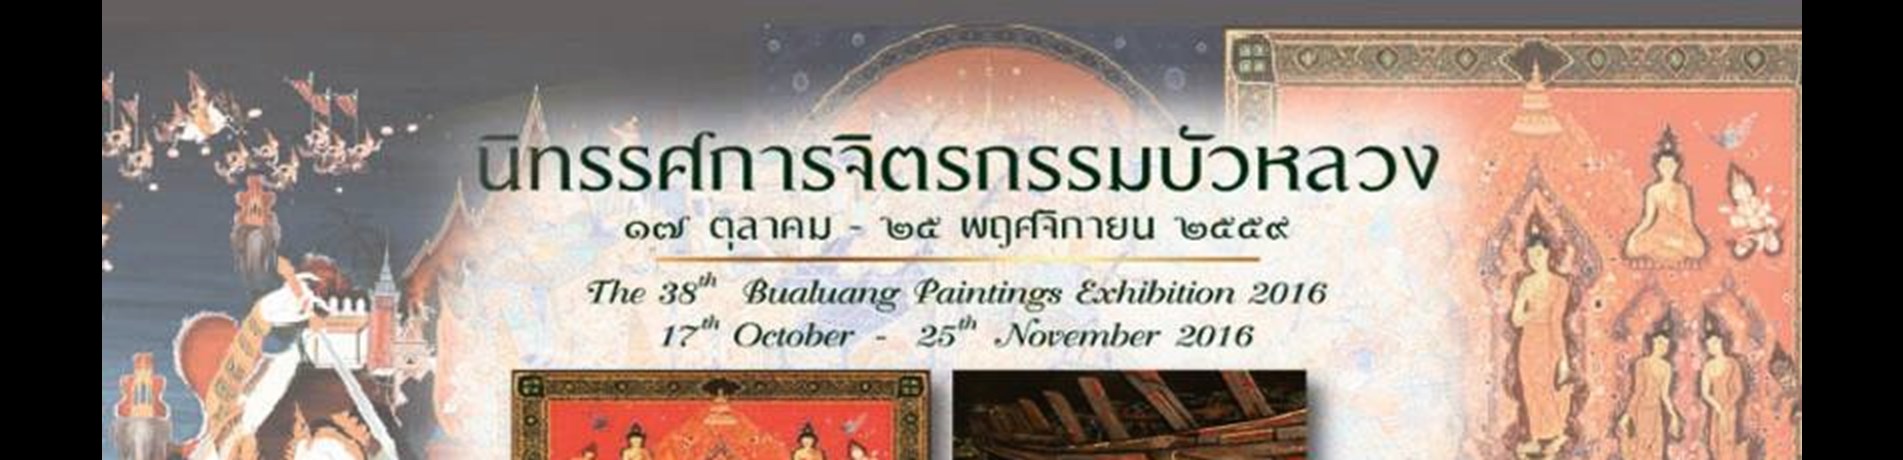 นิทรรศการจิตรกรรมบัวหลวง
๑๗ ตุลาคม - ๒๕ พฤศจิกายน ๒๕๕๙
The 38th Bualuang Paintings Exhibition 2016
17th October - 25th November 2016